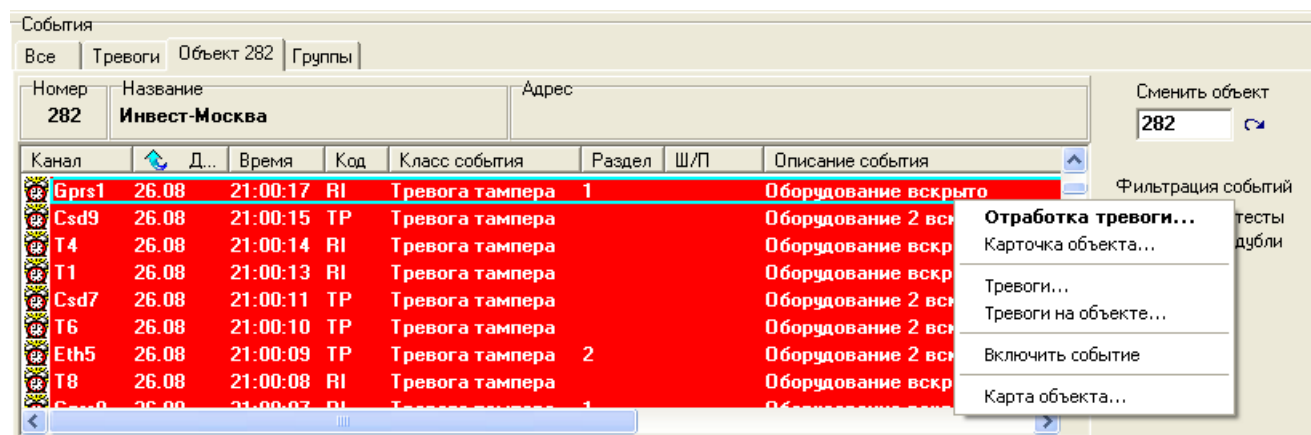 События
Все Тревоги Объект 282 Группы
Номер Название Адрес
282 Инвест-Москва
Сменить объект
282
Канал Д... Время Код Класс события Раздел Ш/П Описание события
Фильтрация событий
Gprs1 26.08 21:00:17 RI Тревога тампера 1 Оборудование вскрыто
Csd9 26.08 21:00:15 TP Тревога тампера Оборудование 2 вск
T4 26.08 21:00:14 RI Тревога тампера Оборудование вскр
T1 26.08 21:00:13 RI Тревога тампера Оборудование вскр
Csd7 26.08 21:00:11 TP Тревога тампера Оборудование 2 вск
T6 26.08 21:00:10 TP Тревога тампера Оборудование 2 вск
Eth5 26.08 21:00:09 TP Тревога тампера 2 Оборудование 2 вск
T8 26.08 21:00:08 RI Тревога тампера Оборудование вскр
тесты
дубли
Отработка тревоги...
Карточка объекта...
Тревоги...
Тревоги на объекте...
Включить событие
Карта объекта...